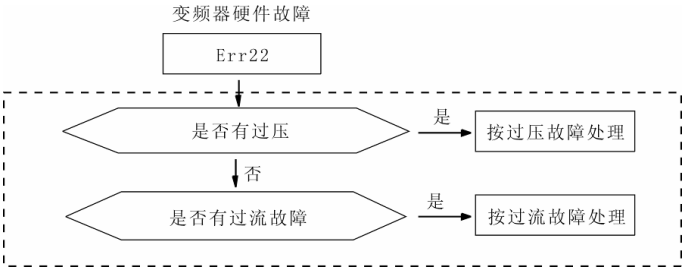 变频器硬件故障
Err22
是否有过压
是
按过压故障处理
否
是否有过流故障
是
按过流故障处理